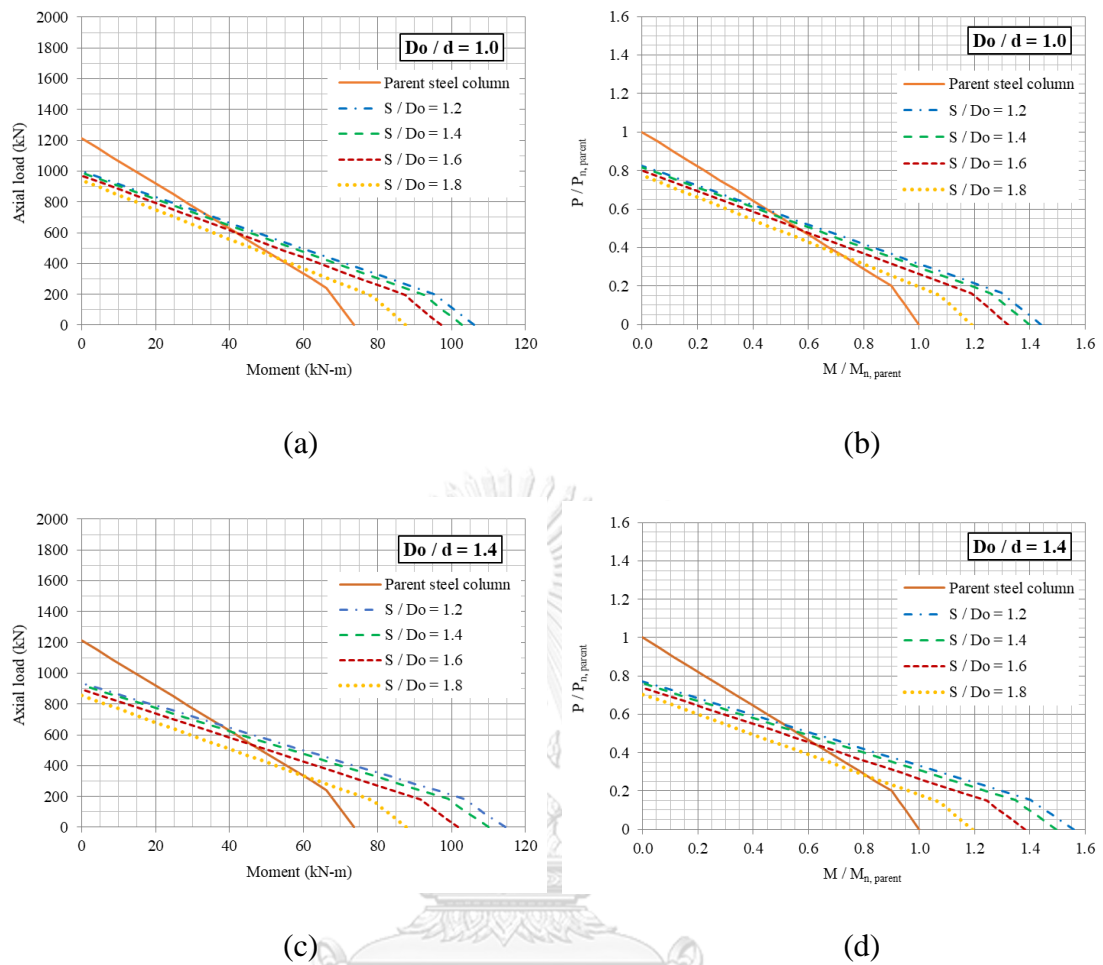 2000
1800
1600
1400
1200
1000
800
600
400
200
0
Axial load (kN)
Do / d = 1.0
Parent steel column
S / Do = 1.2
S / Do = 1.4
S / Do = 1.6
S / Do = 1.8
0 20 40 60 80 100 120
Moment (kN-m)
(a)
1.6
1.4
1.2
1
0.8
0.6
0.4
0.2
0
P / Pn, parent
Do / d = 1.0
Parent steel column
S / Do = 1.2
S / Do = 1.4
S / Do = 1.6
S / Do = 1.8
0.0 0.2 0.4 0.6 0.8 1.0 1.2 1.4 1.6
M / Mn, parent
(b)
2000
1800
1600
1400
1200
1000
800
600
400
200
0
Axial load (kN)
Do / d = 1.4
Parent steel column
S / Do = 1.2
S / Do = 1.4
S / Do = 1.6
S / Do = 1.8
0 20 40 60 80 100 120
Moment (kN-m)
(c)
1.6
1.4
1.2
1
0.8
0.6
0.4
0.2
0
P / Pn, parent
Do / d = 1.4
Parent steel column
S / Do = 1.2
S / Do = 1.4
S / Do = 1.6
S / Do = 1.8
0.0 0.2 0.4 0.6 0.8 1.0 1.2 1.4 1.6
M / Mn, parent
(d)